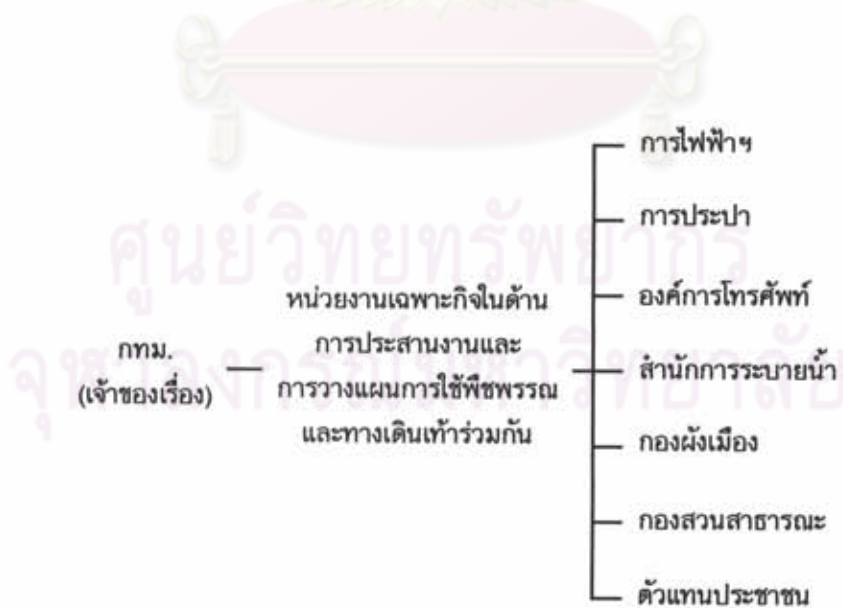 การไฟฟ้าฯ
การประปา
องค์การโทรศัพท์
สำนักการระบายน้ำ
กองผังเมือง
กองสวนสาธารณะ
ตัวแทนประชาชน
หน่วยงานเฉพาะกิจในด้าน
การประสานงานและ
การวางแผนการใช้พืชพรรณ
และทางเดินเท้าร่วมกัน
กทม.
(เจ้าของเรื่อง)
ศูนย์วิทยทรัพยากร
จุฬาลงกรณ์มหาวิทยาลัย